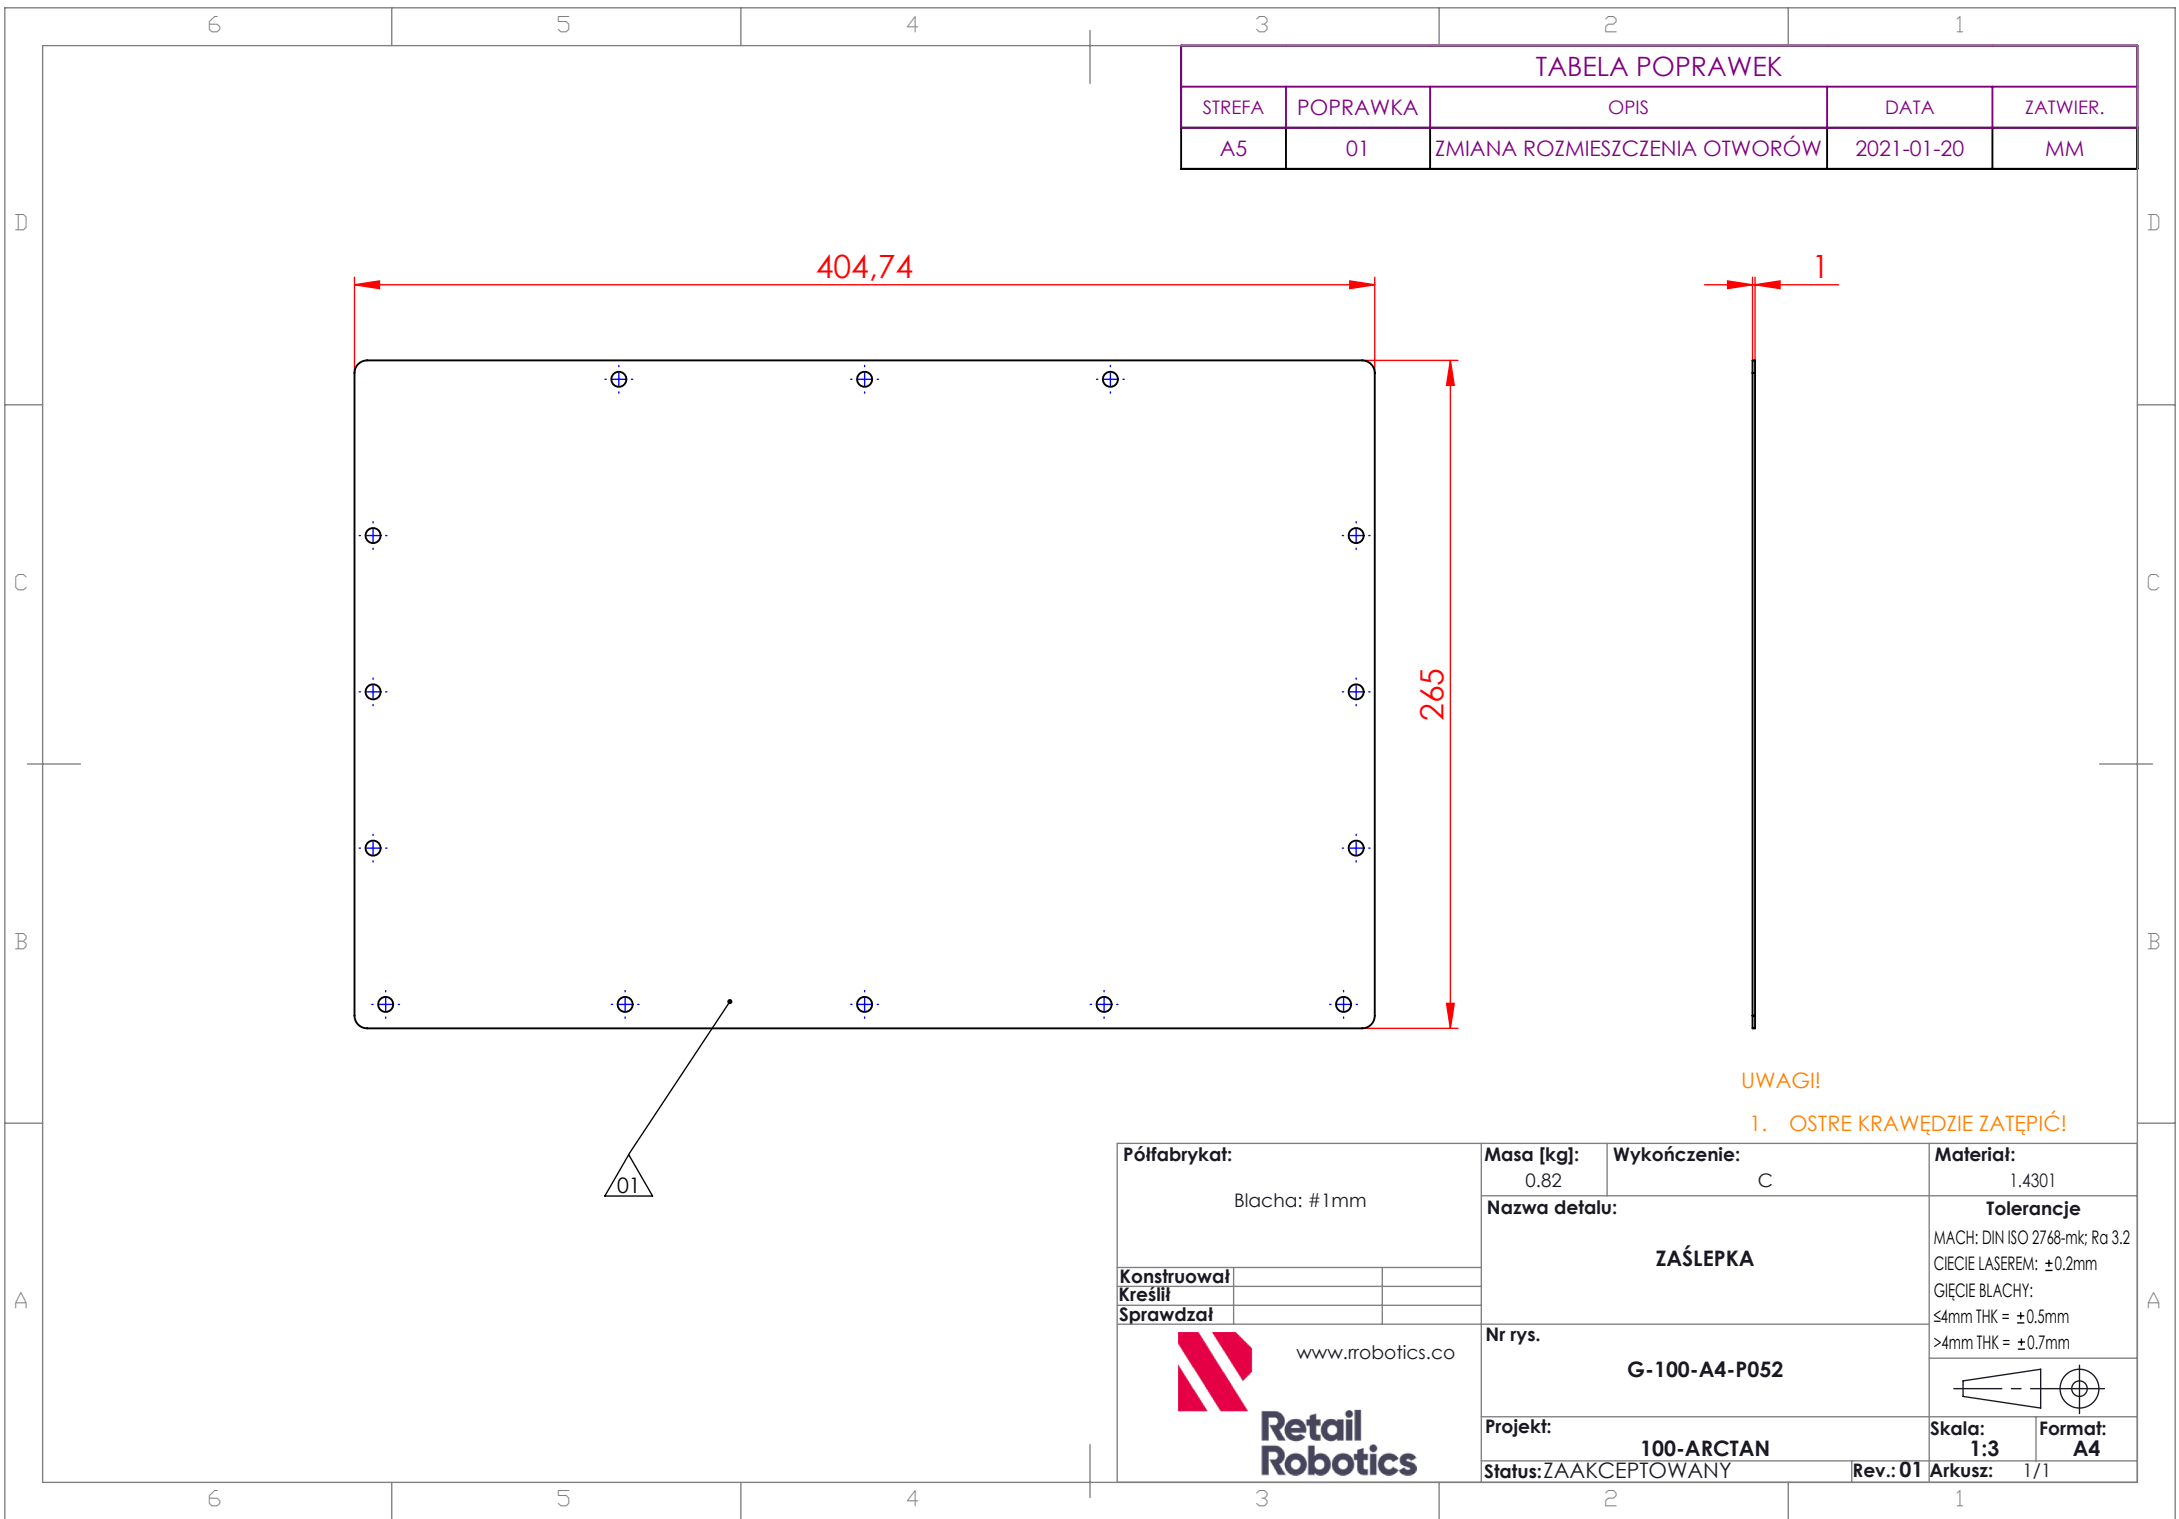 6 5 4 3 2 1
TABELA POPRAWEK
STREFA POPRAWKA OPIS DATA ZATWIER.
A5 01 ZMIANA ROZMIESZCZENIA OTWORÓW 2021-01-20 MM
D D
404,74 1
C C
265
B B
UWAGI!
1. OSTRE KRAWĘDZIE ZATĘPIĆ!
01
Półfabrykat:
Blacha: #1mm
Masa [kg]:
0.82
Wykończenie:
C
Materiał:
1.4301
Nazwa detalu:
ZAŚLEPKA
Tolerancje
MACH: DIN ISO 2768-mk; Ra 3.2
CIECIE LASEREM: ±0.2mm
GIĘCIE BLACHY:
≤4mm THK = ±0.5mm
>4mm THK = ±0.7mm
Konstruował
Kreślił
Sprawdzał
A A
www.rrobotics.co
Retail
Robotics
Nr rys.
G-100-A4-P052
Projekt:
100-ARCTAN
Skala:
1:3
Format:
A4
Status: ZAAKCEPTOWANY Rev.: 01 Arkusz: 1/1
6 5 4 3 2 1